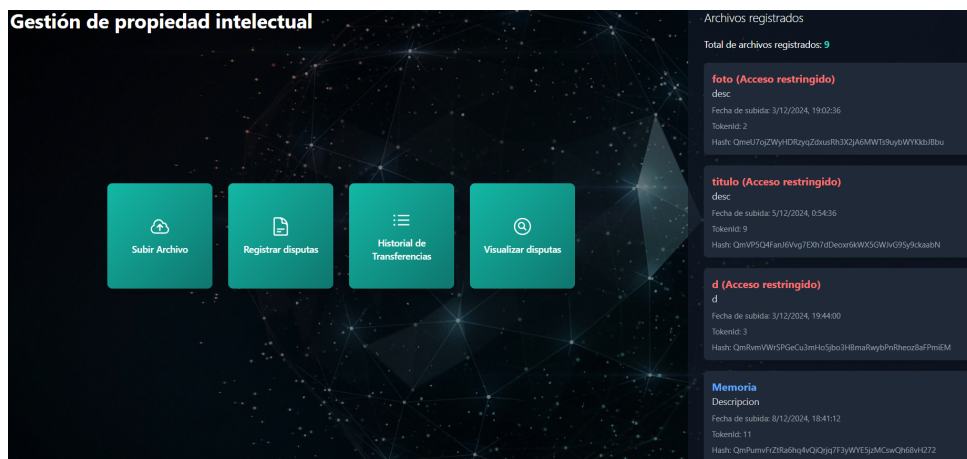 Gestión de propiedad intelectual
Subir Archivo
Registrar disputas
Historial de
Transferencias
Visualizar disputas
Archivos registrados
Total de archivos registrados: 9
foto (Acceso restringido)
desc
Fecha de subida: 3/12/2024, 19:02:36
TokenId: 2
Hash: QmeU7ojZWyHDRzyqZdxusRh3X2jA6MWTs9uybWYKkbJBbu
titulo (Acceso restringido)
desc
Fecha de subida: 5/12/2024, 0:54:36
TokenId: 9
Hash: QmVP5Q4FanJ6Vvg7EXh7dDeoxr6kWX5GWJvG9Sy9ckaabN
d (Acceso restringido)
d
Fecha de subida: 3/12/2024, 19:44:00
TokenId: 3
Hash: QmRvmVWrSPGeCu3mHo5jbo3HBmaRwybPnRheoz8aFPmiEM
Memoria
Descripcion
Fecha de subida: 8/12/2024, 18:41:12
TokenId: 11
Hash: QmPumvFrZtRa6hq4vQiQrjq7F3yWYE5jzMCswQh68vH272